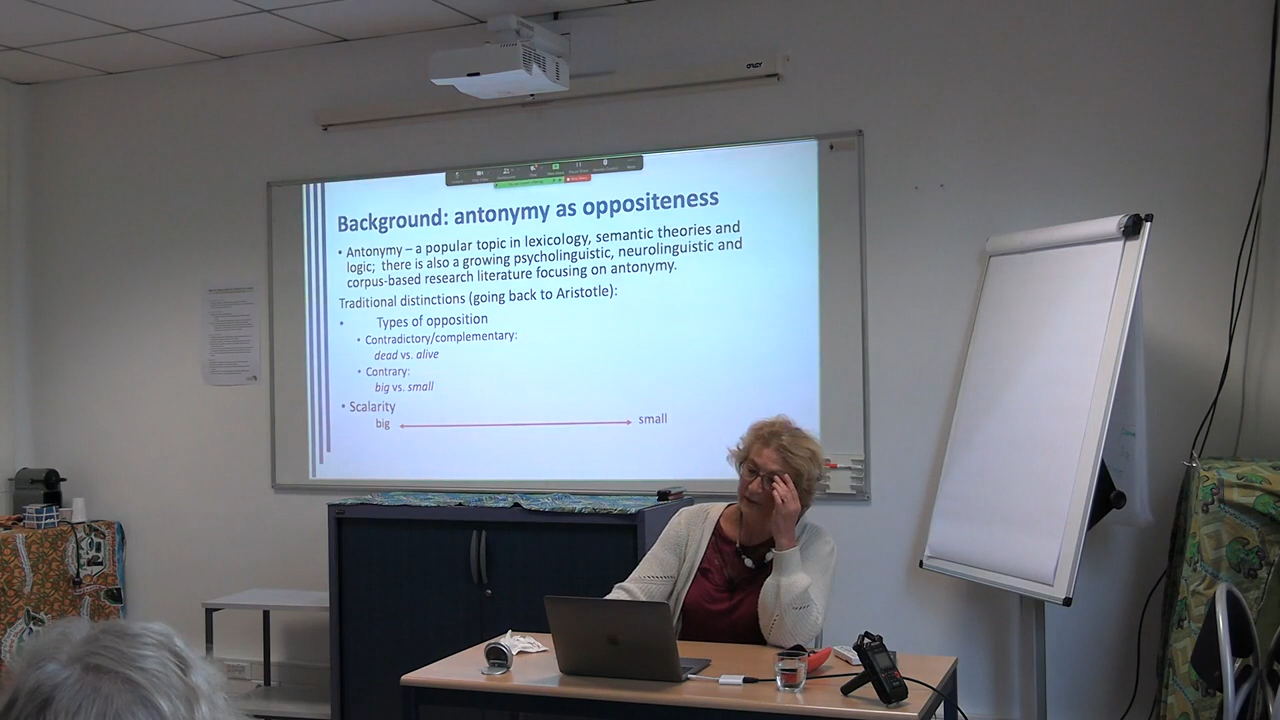 ORAY
Background: antonymy as oppositeness
• Antonymy – a popular topic in lexicology, semantic theories and
logic; there is also a growing psycholinguistic, neurolinguistic and
corpus-based research literature focusing on antonymy.
Traditional distinctions (going back to Aristotle):
• Types of opposition
• Contradictory/complementary:
dead vs. alive
• Contrary:
big vs. small
• Scalarity
big small